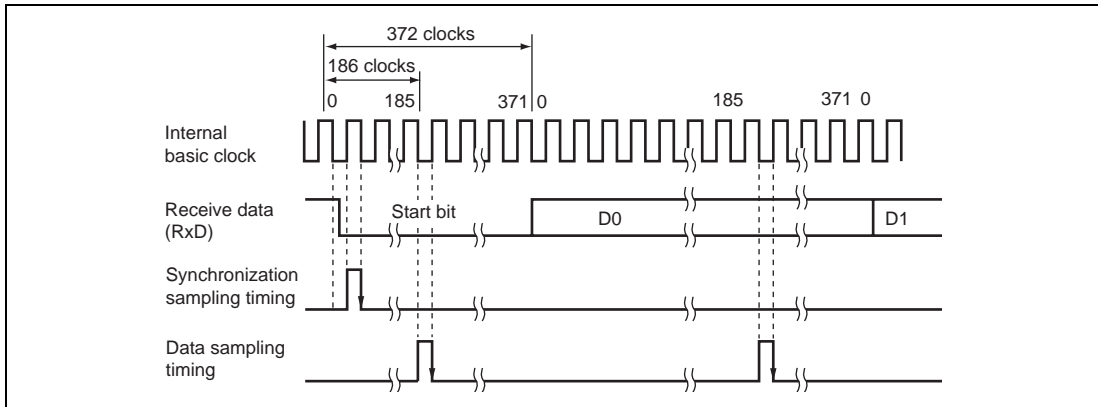 372 clocks
186 clocks
0 185 371 0 185 371 0
Internal
basic clock
Receive data
(RxD)
Start bit D0 D1
Synchronization
sampling timing
Data sampling
timing